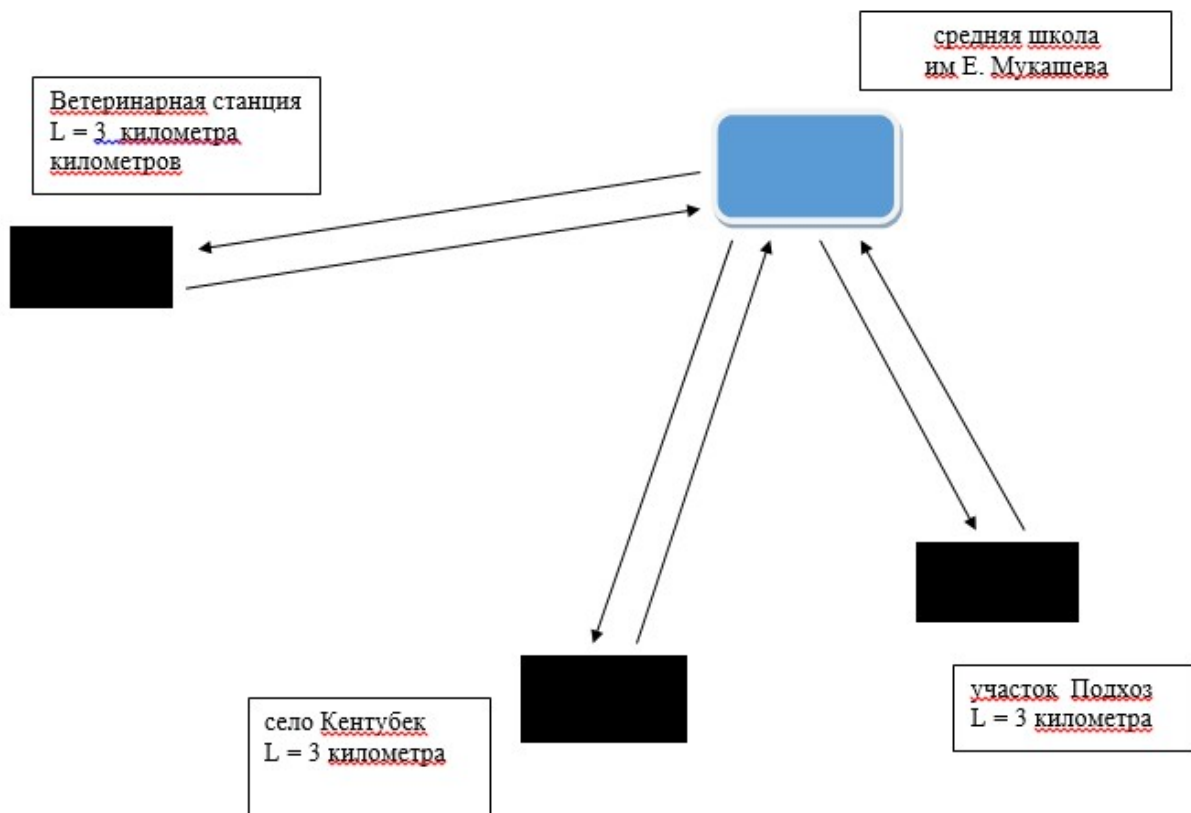 средняя школа
им Е. Мукашева
Ветеринарная станция
L = 3 километра
километров
участок Подхоз
L = 3 километра
село Кентубек
L = 3 километра